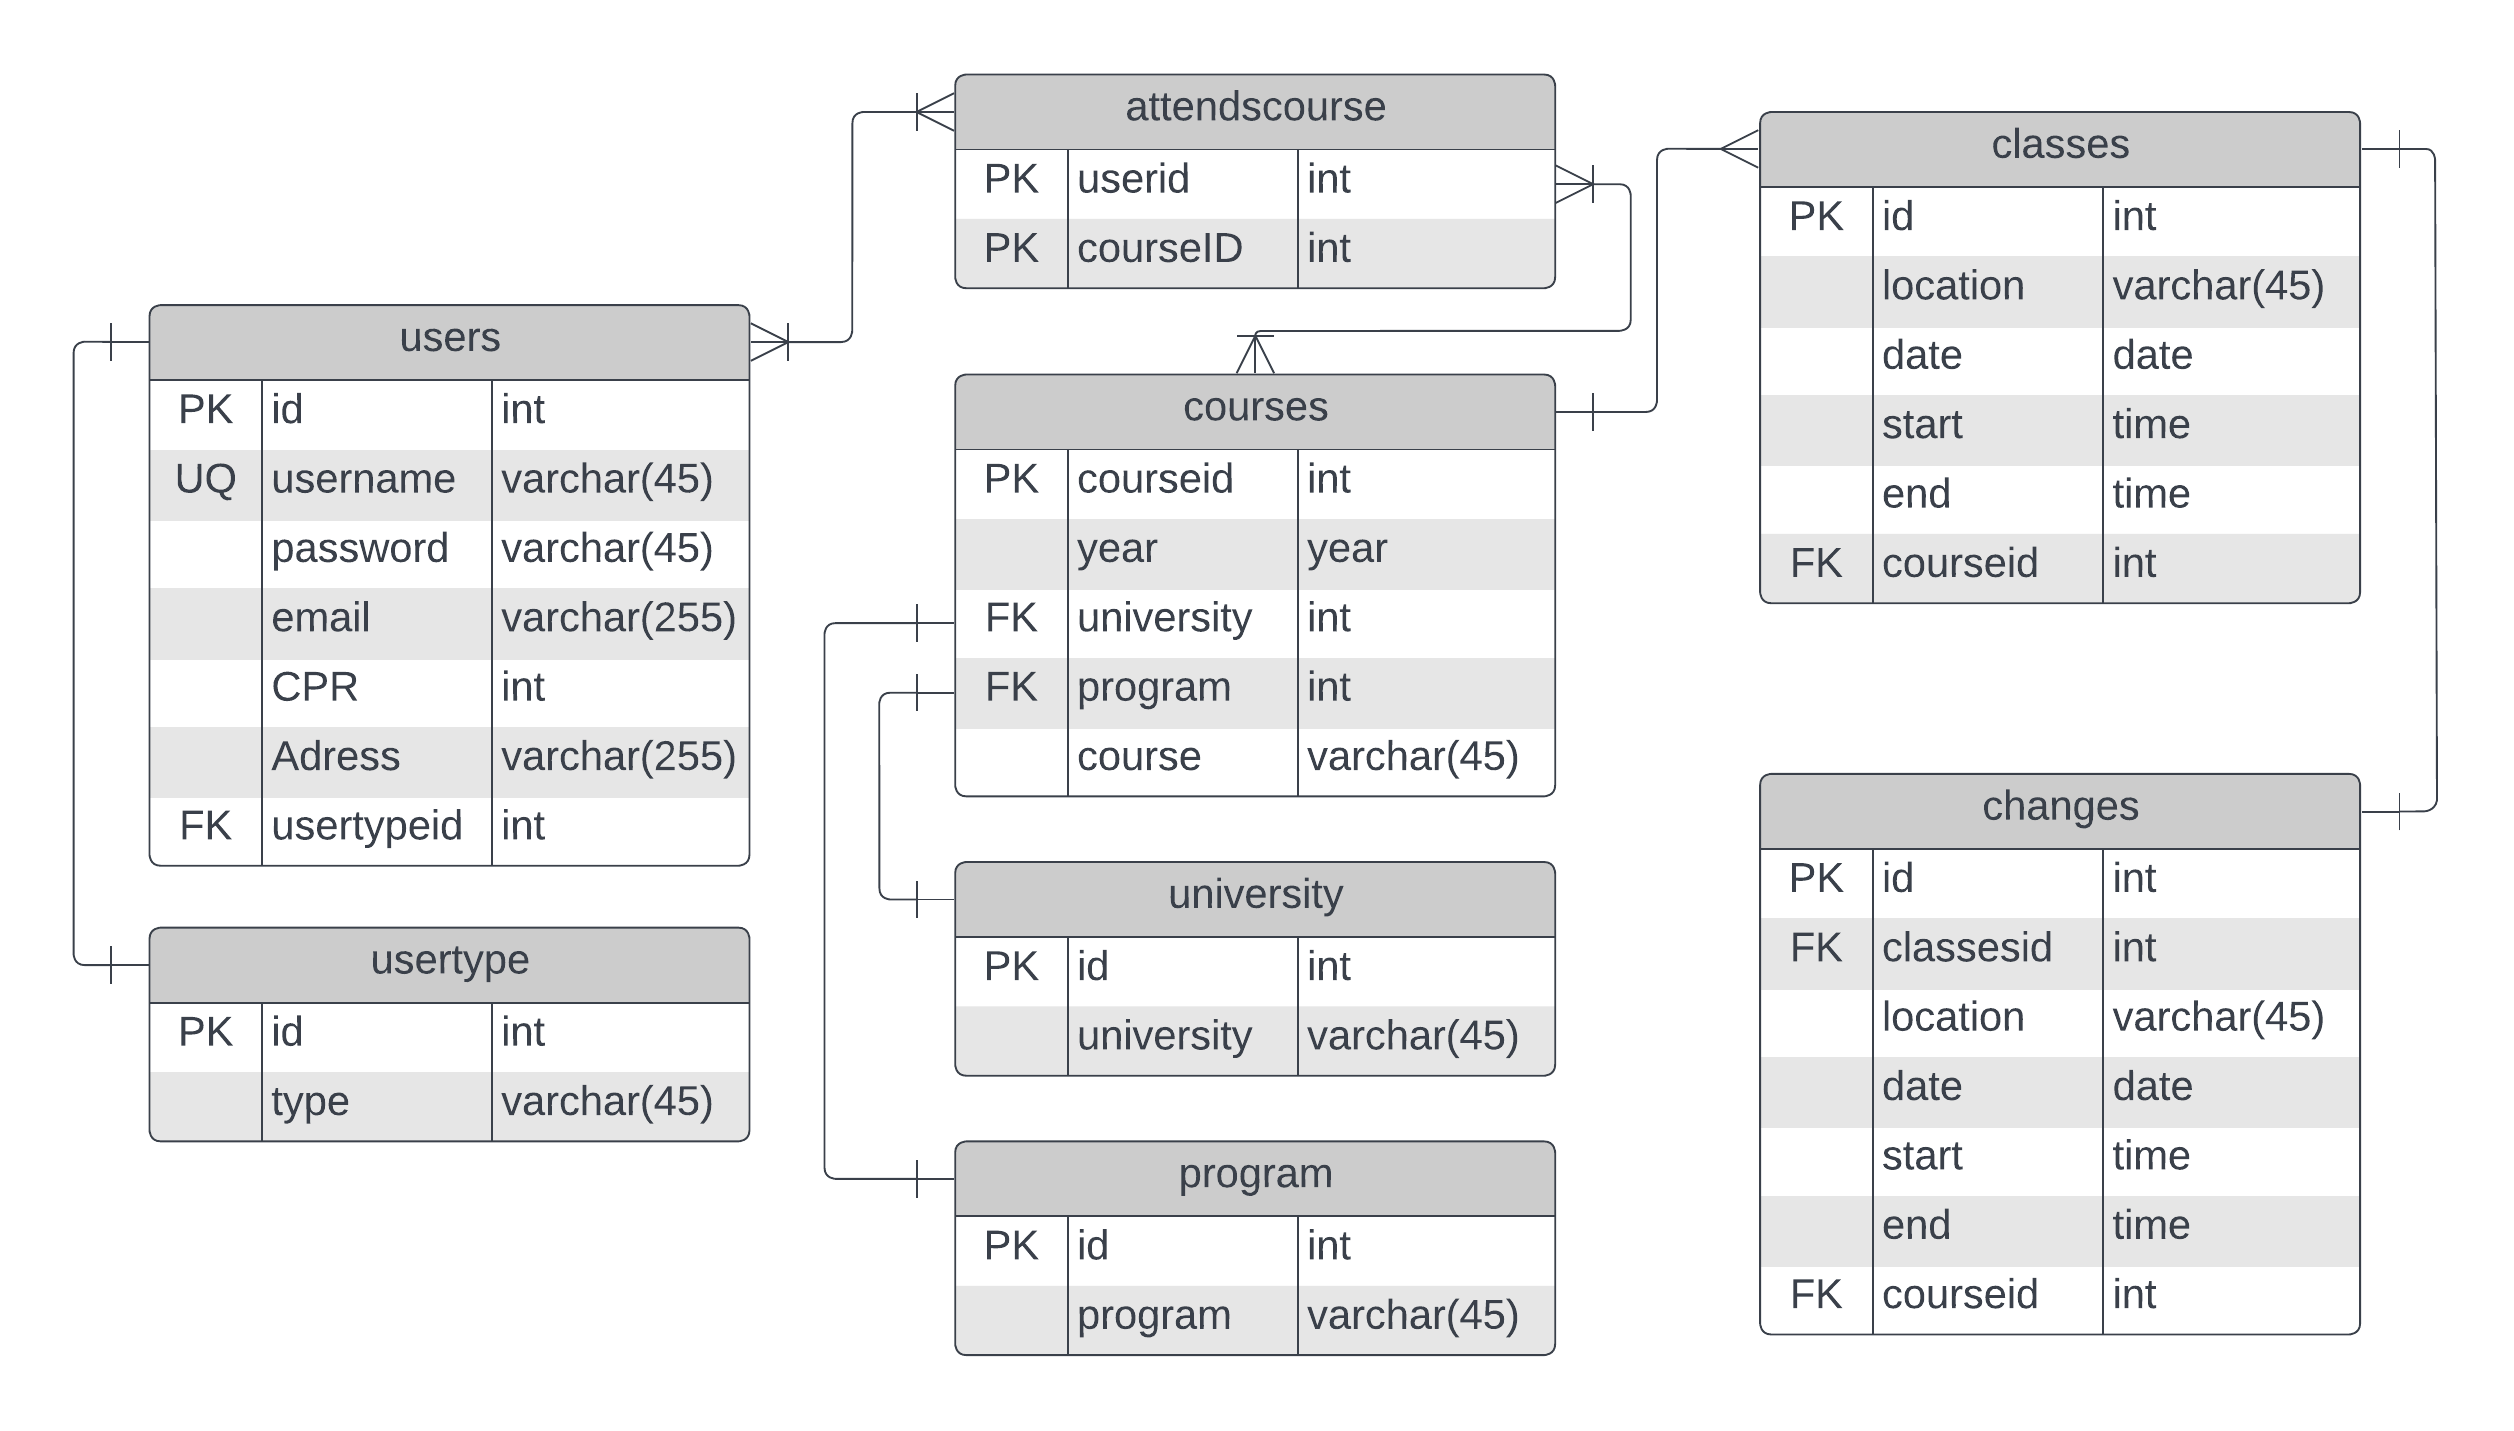 attendscourse
PK userid int
PK courseID int
classes
PK id int
location varchar(45)
date date
start time
end time
FK courseid int
users
PK id int
UQ username varchar(45)
password varchar(45)
email varchar(255)
CPR int
Adress varchar(255)
FK usertypeid int
courses
PK courseid int
year year
FK university int
FK program int
course varchar(45)
changes
PK id int
FK classesid int
location varchar(45)
date date
start time
end time
FK courseid int
usertype
PK id int
type varchar(45)
university
PK id int
university varchar(45)
program
PK id int
program varchar(45)